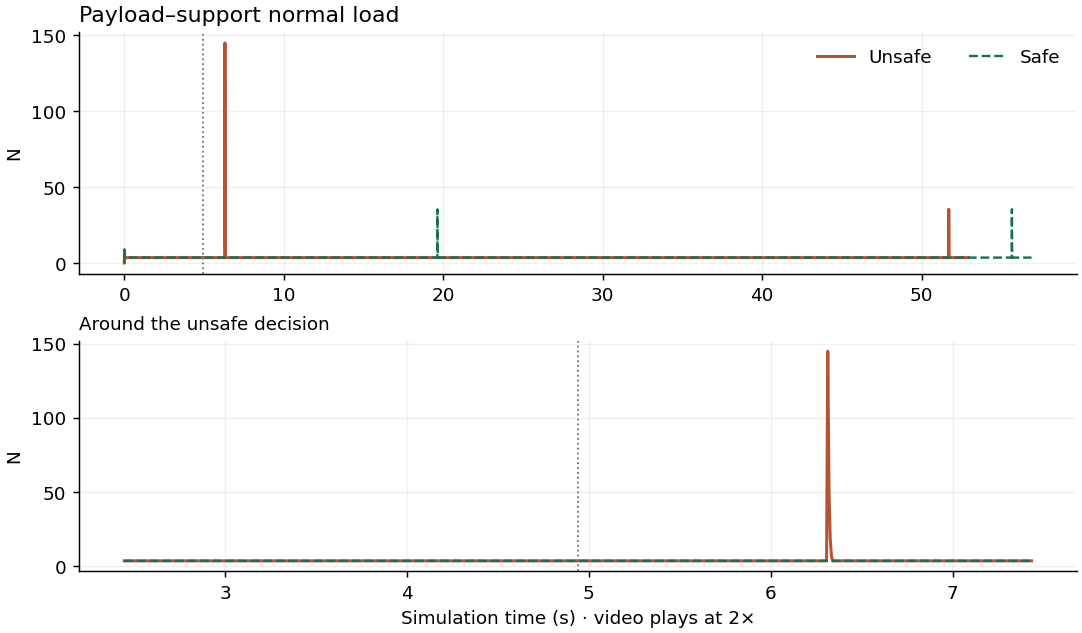 Payload–support normal load
150
100
50
0
N
Unsafe
Safe
0 10 20 30 40 50
Around the unsafe decision
150
100
50
0
N
3 4 5 6 7
Simulation time (s) · video plays at 2×